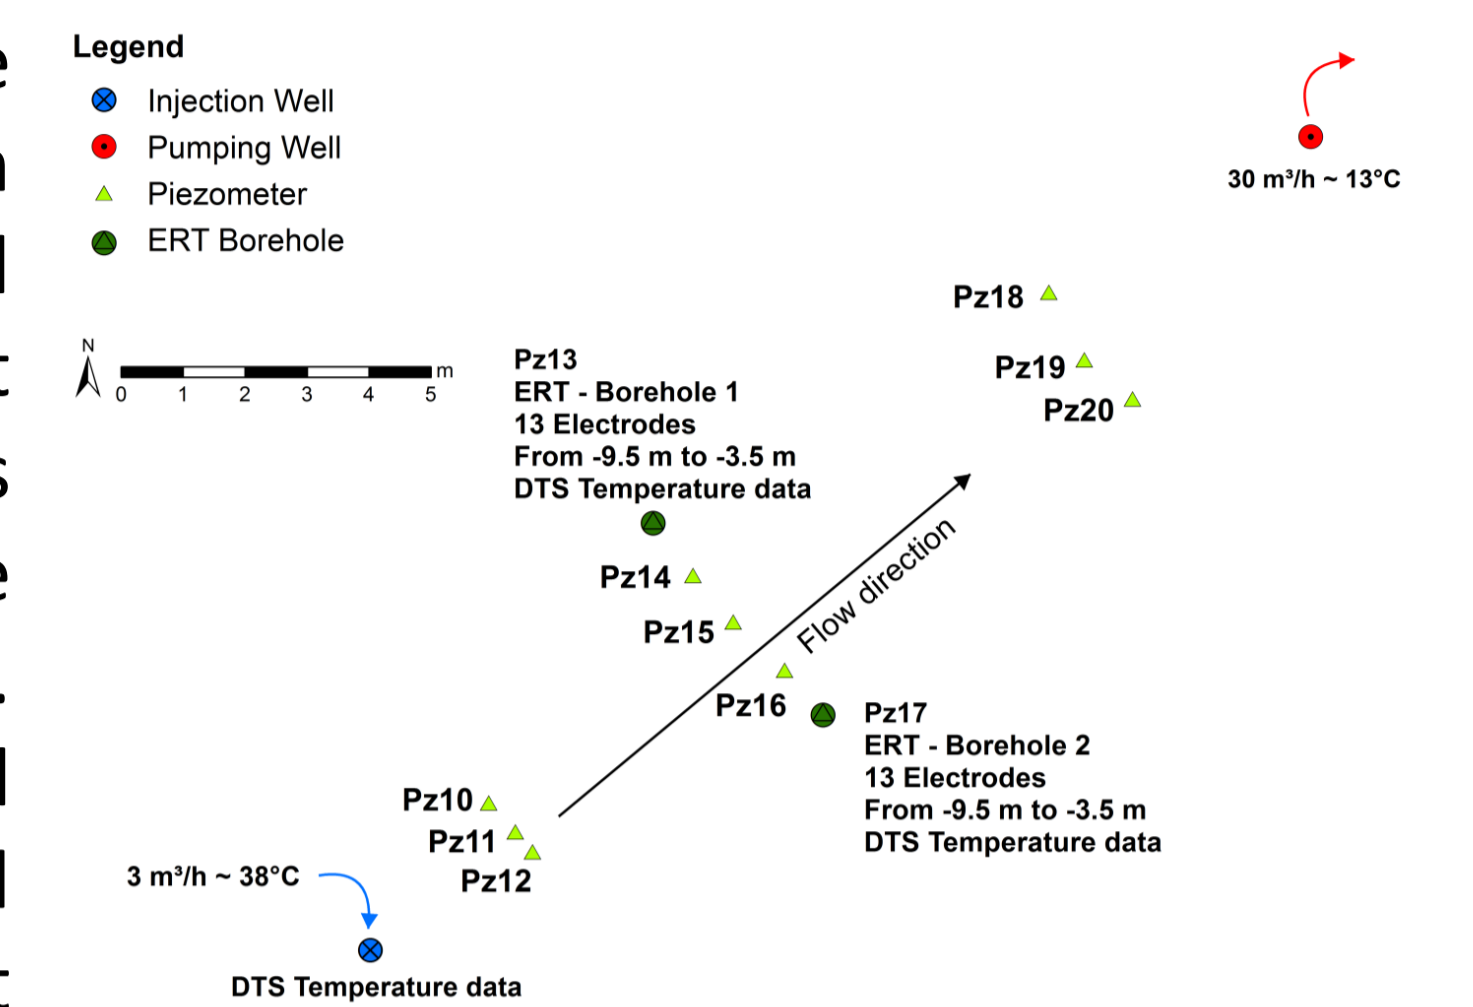 Legend
Injection Well
Pumping Well
Piezometer
ERT Borehole
30 m³/h ~ 13°C
N
m
0 1 2 3 4 5
Pz13
ERT - Borehole 1
13 Electrodes
From -9.5 m to -3.5 m
DTS Temperature data
Pz18
Pz19
Pz20
Pz14
Pz15
Flow direction
Pz16
Pz17
ERT - Borehole 2
13 Electrodes
From -9.5 m to -3.5 m
DTS Temperature data
Pz10
Pz11
Pz12
3 m³/h ~ 38°C
DTS Temperature data